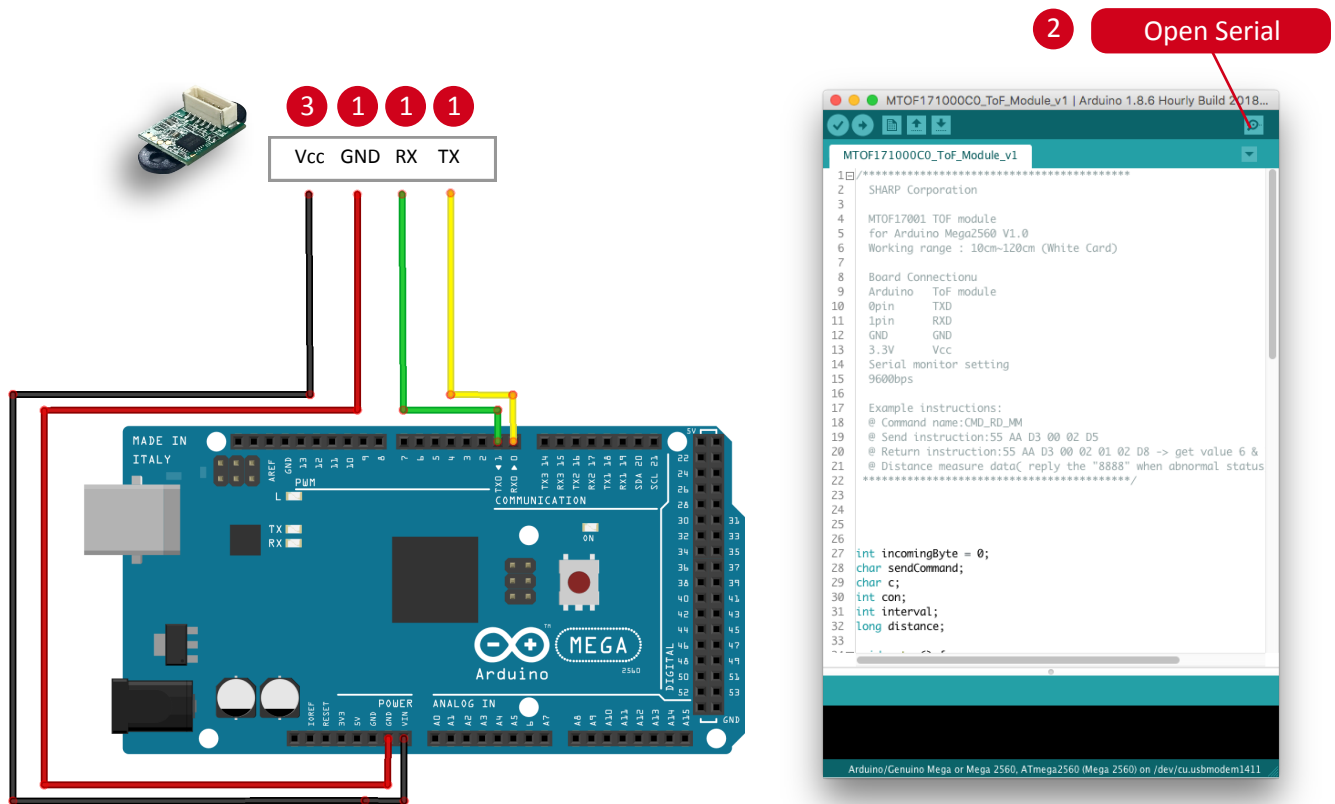 2 Open Serial
3 1 1 1
Vcc GND RX TX
MTOF171000C0_ToF_Module_v1 | Arduino 1.8.6 Hourly Build 2018...
MTOF171000C0_ToF_Module_v1
1 /******************************************
2 SHARP Corporation
3
4 MTOF17001 TOF module
5 for Arduino Mega2560 V1.0
6 Working range : 10cm~120cm (White Card)
7
8 Board Connectionu
9 Arduino ToF module
10 0pin TXD
11 1pin RXD
12 GND GND
13 3.3V Vcc
14 Serial monitor setting
15 9600bps
16
17 Example instructions:
18 @ Command name:CMD_RD_MM
19 @ Send instruction:55 AA D3 00 02 D5
20 @ Return instruction:55 AA D3 00 02 01 02 D8 -> get value 6 &
21 @ Distance measure data( reply the "8888" when abnormal status
22 ******************************************/
23
24
25
26
27 int incomingByte = 0;
28 char sendCommand;
29 char c;
30 int con;
31 int interval;
32 long distance;
33
Arduino/Genuino Mega or Mega 2560, ATmega2560 (Mega 2560) on /dev/cu.usbmodem1411
MADE IN
ITALY
AREF
GND
13
12
11
10
9
8
7
6
5
4
3
2
1
0
TX0
RX0
TX3 14
RX3 15
TX2 16
RX2 17
TX1 18
RX1 19
SDA 20
SCL 21
PWM
COMMUNICATION
L
TX
RX
ON
5V
22
24
26
28
30 31
32 33
34 35
36 37
38 39
40 41
42 43
44 45
46 47
48 49
50 51
52 53
GND
DIGITAL
TM
MEGA
2560
Arduino
POWER
ANALOG IN
IOREF
RESET
3V3
5V
GND
GND
VIN
A0
A1
A2
A3
A4
A5
6
A7
A8
A9
A10
A11
A12
A13
A14
A15